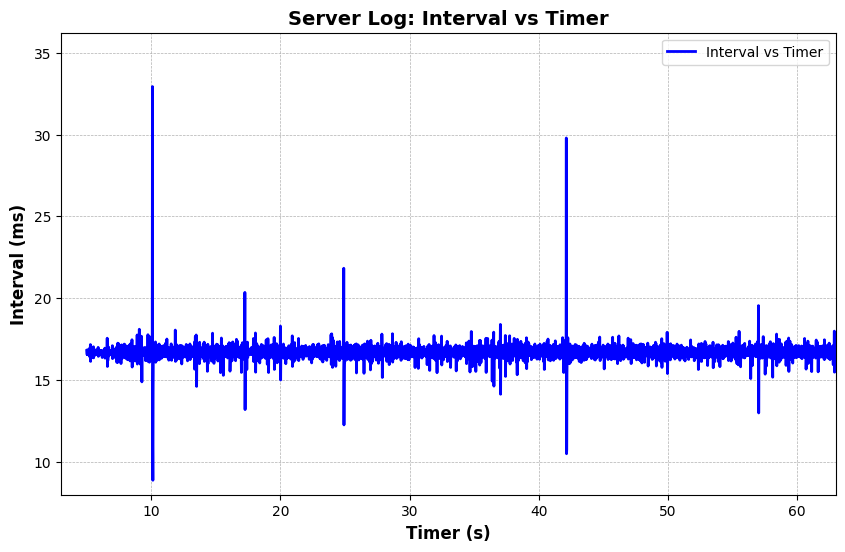 Server Log: Interval vs Timer
Interval vs Timer
35
30
25
20
15
10
Interval (ms)
10 20 30 40 50 60
Timer (s)